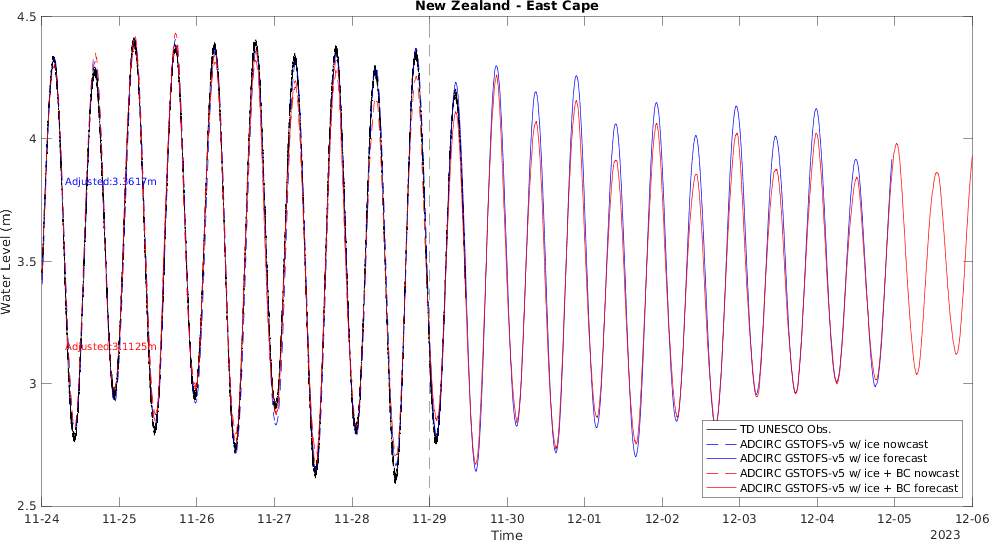 New Zealand - East Cape
4.5
4
3.5
3
2.5
Water Level (m)
Adjusted:3.3617m
Adjusted:3.1125m
TD UNESCO Obs.
ADCIRC GSTOFS-v5 w/ ice nowcast
ADCIRC GSTOFS-v5 w/ ice forecast
ADCIRC GSTOFS-v5 w/ ice + BC nowcast
ADCIRC GSTOFS-v5 w/ ice + BC forecast
11-24 11-25 11-26 11-27 11-28 11-29 11-30 12-01 12-02 12-03 12-04 12-05 12-06
Time
2023